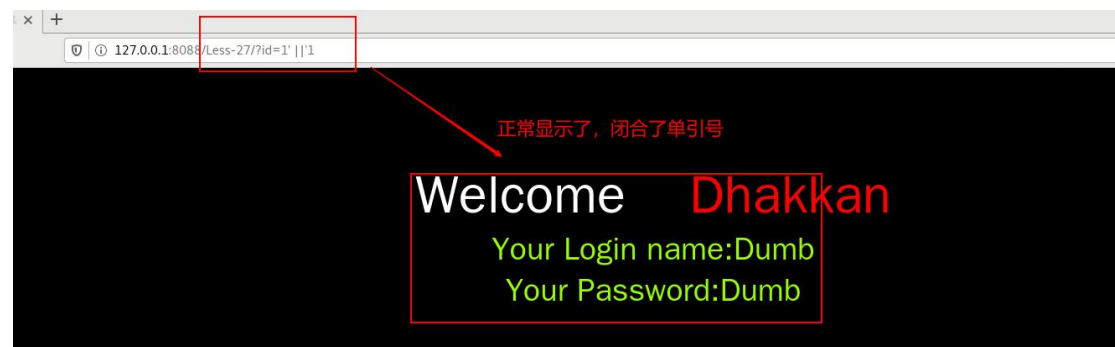 127.0.0.1:8088/Less-27/?id=1' ||'1
正常显示了，闭合了单引号
Welcome Dhakkan
Your Login name:Dumb
Your Password:Dumb